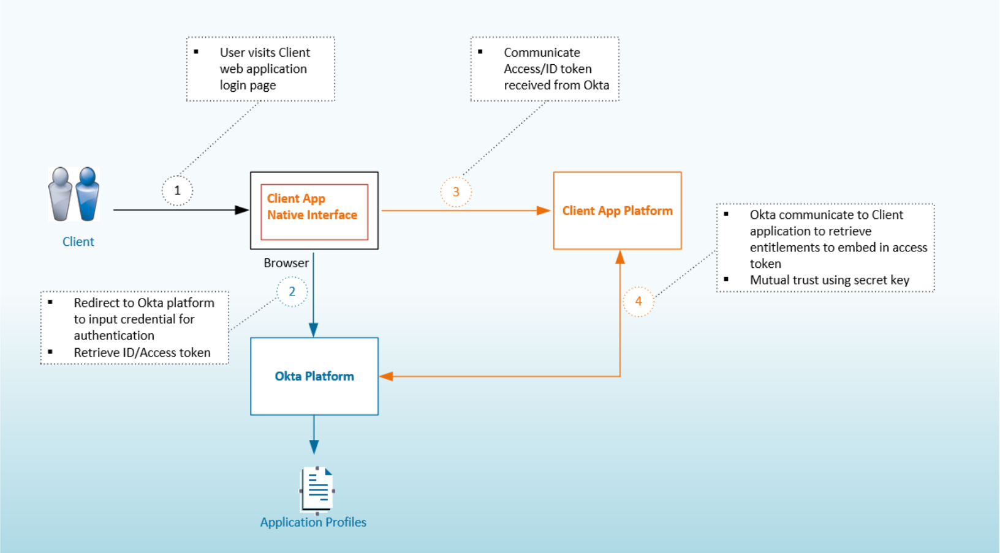 ▪ User visits Client
web application
login page
▪ Communicate
Access/ID token
received from Okta
1
3
Client App
Native Interface
Client App Platform
Client
Browser
2
▪ Redirect to Okta platform
to input credential for
authentication
▪ Retrieve ID/Access token
4
▪ Okta communicate to Client
application to retrieve
entitlements to embed in access
token
▪ Mutual trust using secret key
Okta Platform
Application Profiles